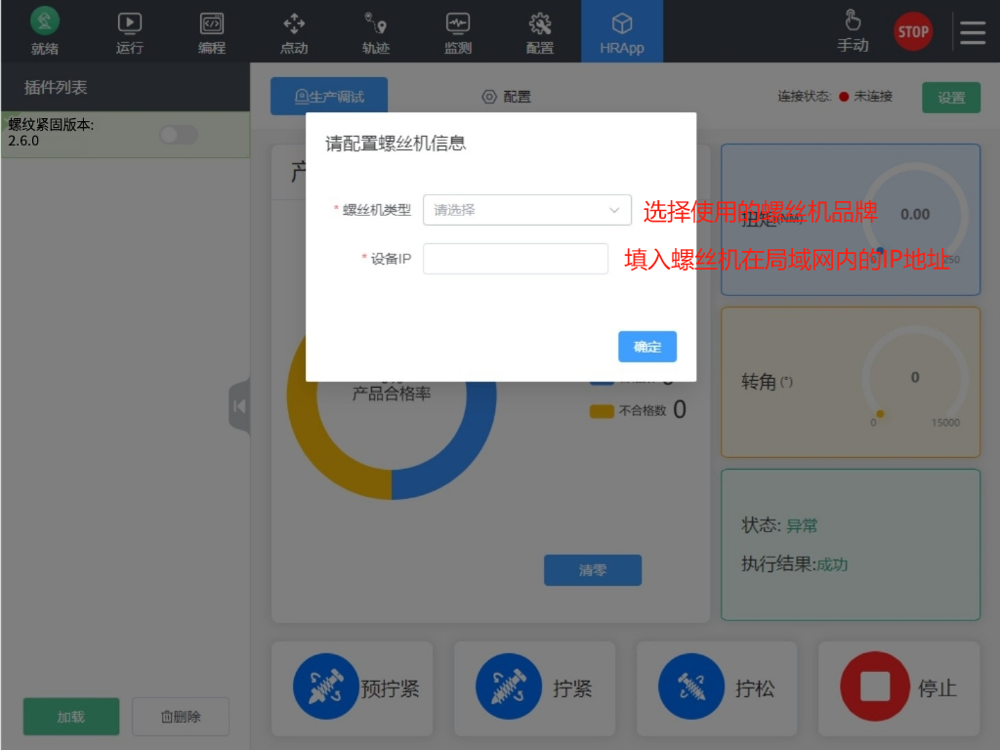 就绪
运行
编程
点动
轨迹
监测
配置
HRApp
手动
STOP
插件列表
生产调试
配置
连接状态:
未连接
设置
螺纹紧固版本:
2.6.0
请配置螺丝机信息
产
* 螺丝机类型
请选择
选择使用的螺丝机品牌
扭矩(NM)
0.00
250
* 设备IP
填入螺丝机在局域网内的IP地址
确定
产品合格率
0
不合格数 0
转角(°)
0
0
15000
状态: 异常
执行结果:成功
清零
预拧紧
拧紧
拧松
停止
加载
删除